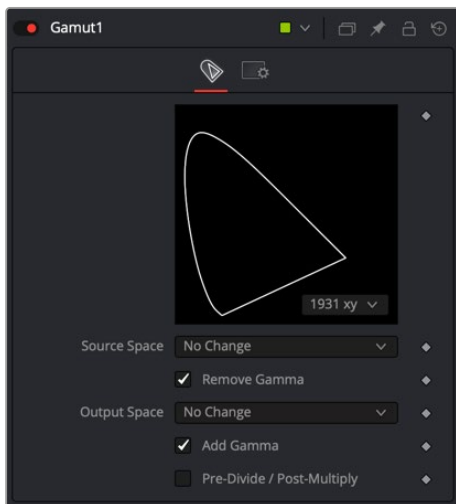 Gamut1
1931 xy
Source Space No Change
Remove Gamma
Output Space No Change
Add Gamma
Pre-Divide / Post-Multiply